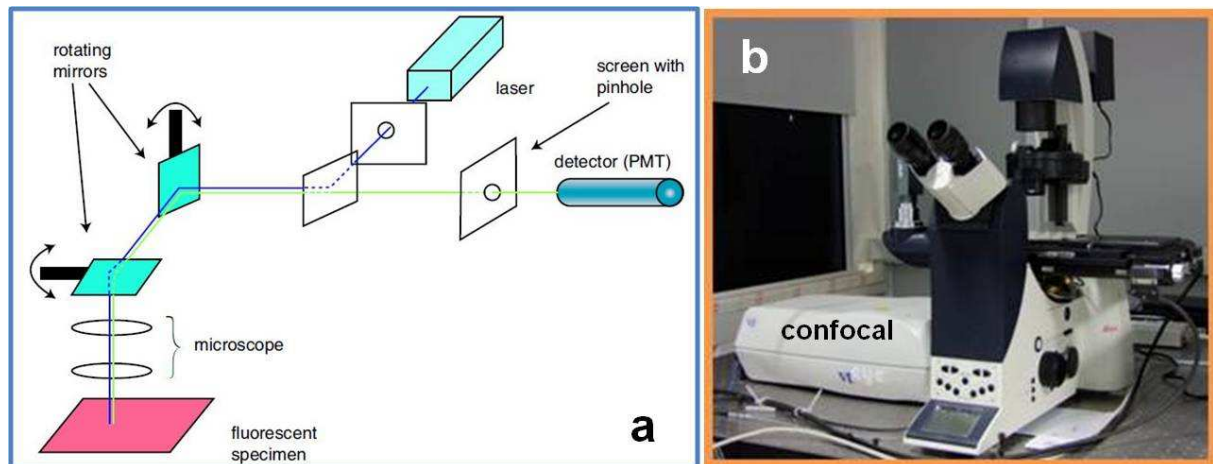 rotating
mirrors
laser
screen with
pinhole
detector (PMT)
microscope
fluorescent
specimen
a
b
confocal